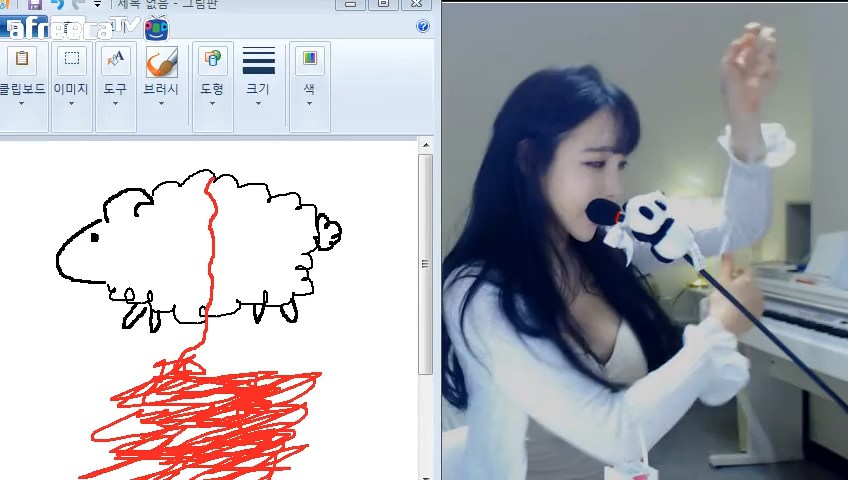 제목 없음 - 그림판
afreecaTV
클립보드
이미지
도구
브러시
도형
크기
색